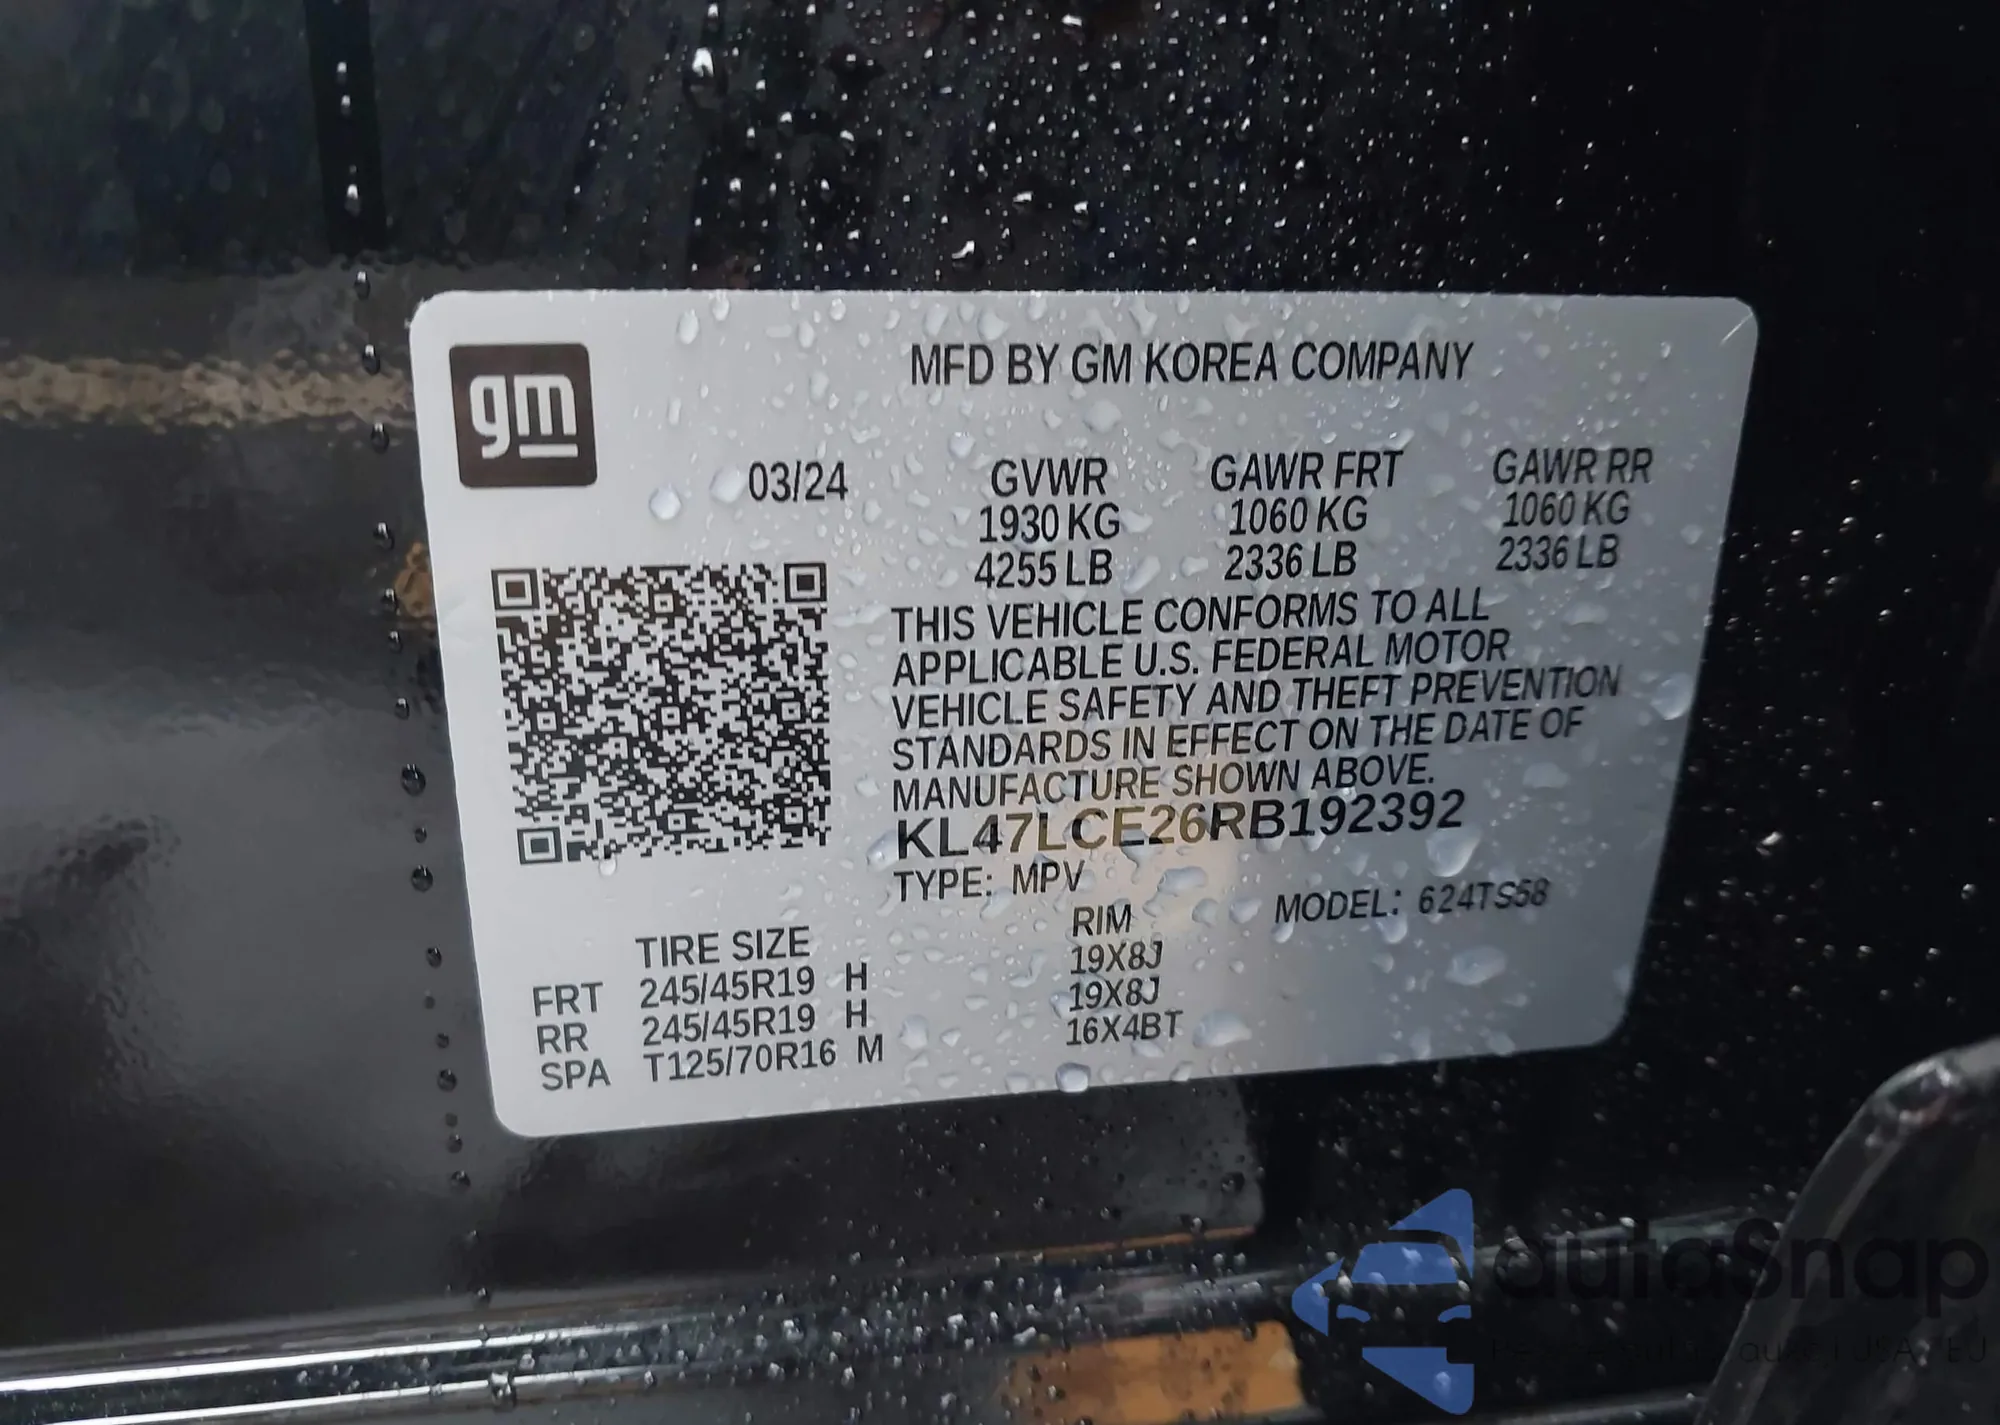 gm
MFD BY GM KOREA COMPANY
03/24
GVWR GAWR FRT GAWR RR
1930 KG 1060 KG 1060 KG
4255 LB 2336 LB 2336 LB
THIS VEHICLE CONFORMS TO ALL
APPLICABLE U.S. FEDERAL MOTOR
VEHICLE SAFETY AND THEFT PREVENTION
STANDARDS IN EFFECT ON THE DATE OF
MANUFACTURE SHOWN ABOVE.
KL47LCE26RB192392
TYPE: MPV MODEL: 624TS58
TIRE SIZE RIM
FRT 245/45R19 H 19X8J
RR 245/45R19 H 19X8J
SPA T125/70R16 M 16X4BT